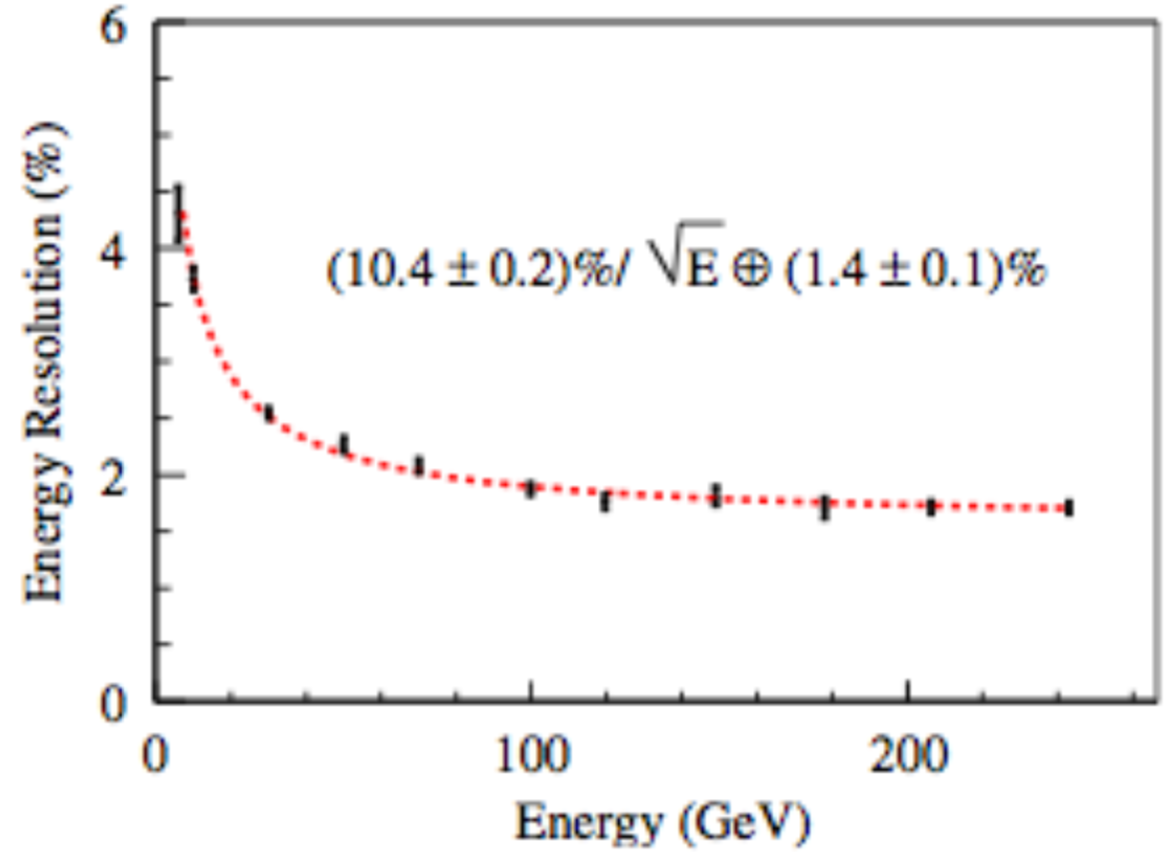 6
4
2
0
Energy Resolution (%)
(10.4 ± 0.2)%/ √E ⊕ (1.4 ± 0.1)%
0 100 200
Energy (GeV)